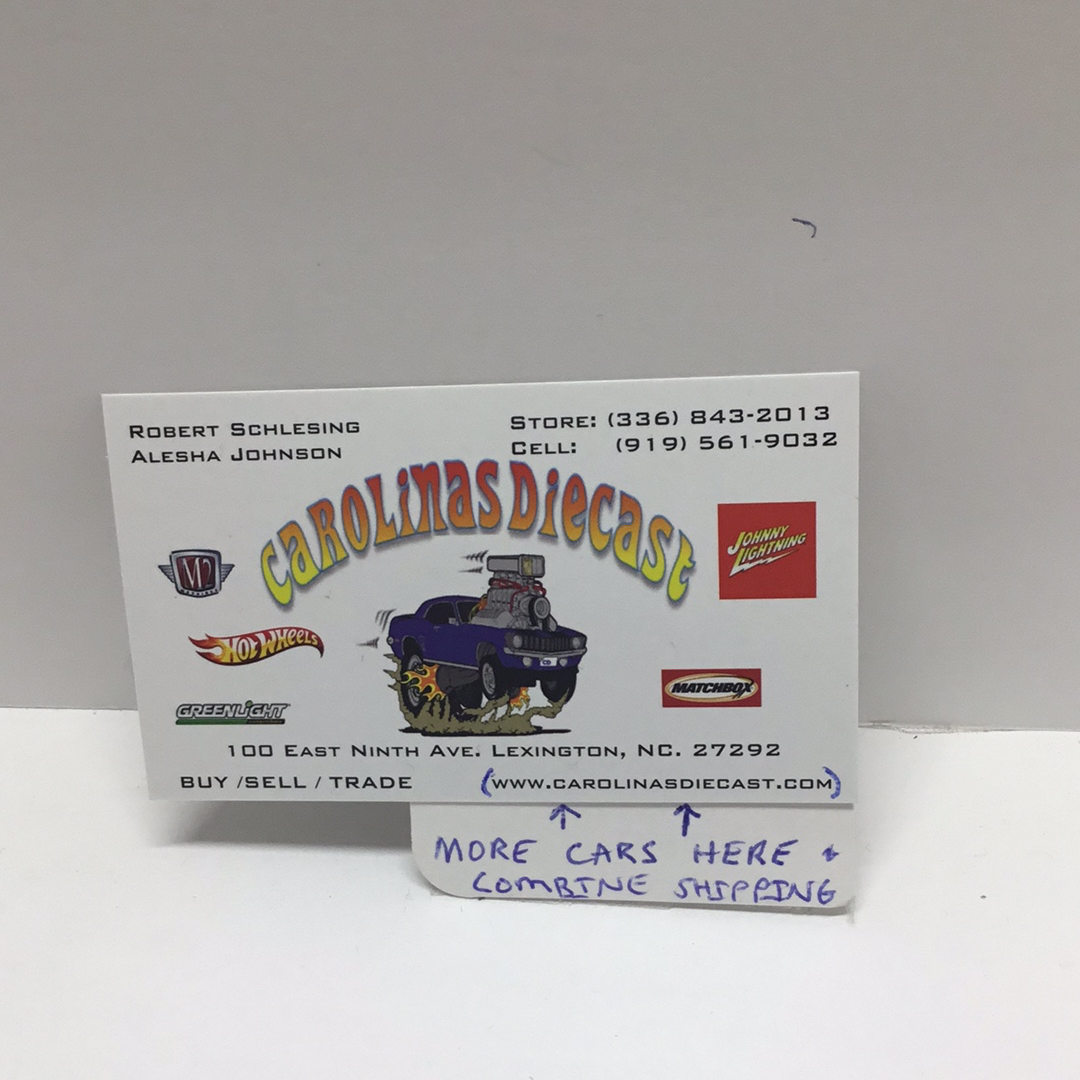 Robert Schlesing
Alesha Johnson
Store: (336) 843-2013
Cell: (919) 561-9032
Carolinas Diecast
M2
Johnny Lightning
Hot Wheels
Matchbox
Greenlight
100 East Ninth Ave. Lexington, NC. 27292
BUY /SELL / TRADE
(www.carolinasdiecast.com)
MORE CARS HERE +
COMBINE SHIPPING